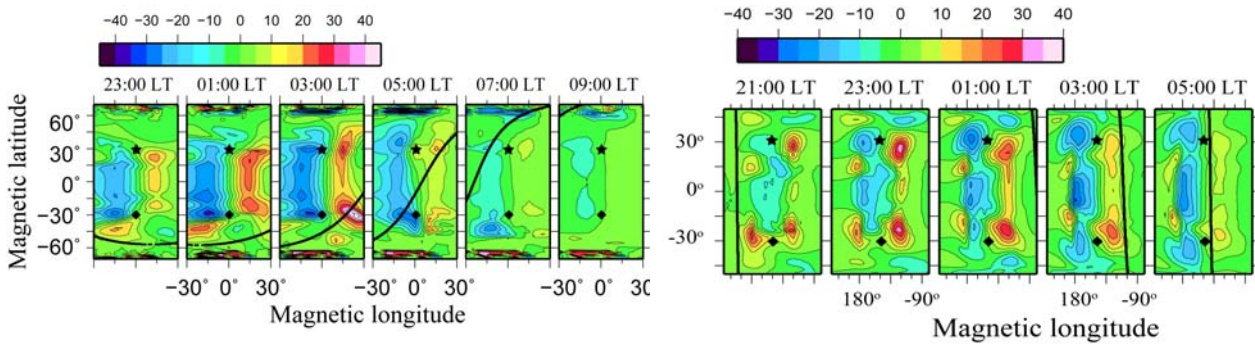 −40 −30 −20 −10 0 10 20 30 40
23:00 LT 01:00 LT 03:00 LT 05:00 LT 07:00 LT 09:00 LT
Magnetic latitude
60°
30°
0°
−30°
−60°
−30° 0° 30° −30° 0° 30° −30° 0° 30°
Magnetic longitude
−40 −30 −20 −10 0 10 20 30 40
21:00 LT 23:00 LT 01:00 LT 03:00 LT 05:00 LT
30°
0°
-30°
180° -90° 180° -90°
Magnetic longitude